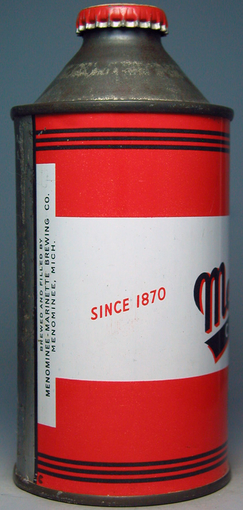 BREWED AND FILLED BY
MENOMINEE-MARINETTE BREWING CO.
MENOMINEE, MICH.
SINCE 1870